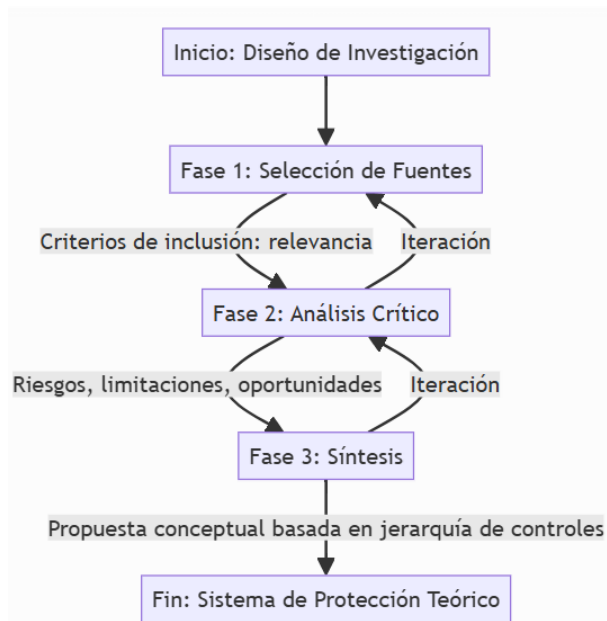 Inicio: Diseño de Investigación
Fase 1: Selección de Fuentes
Criterios de inclusión: relevancia
Iteración
Fase 2: Análisis Crítico
Riesgos, limitaciones, oportunidades
Iteración
Fase 3: Síntesis
Propuesta conceptual basada en jerarquía de controles
Fin: Sistema de Protección Teórico